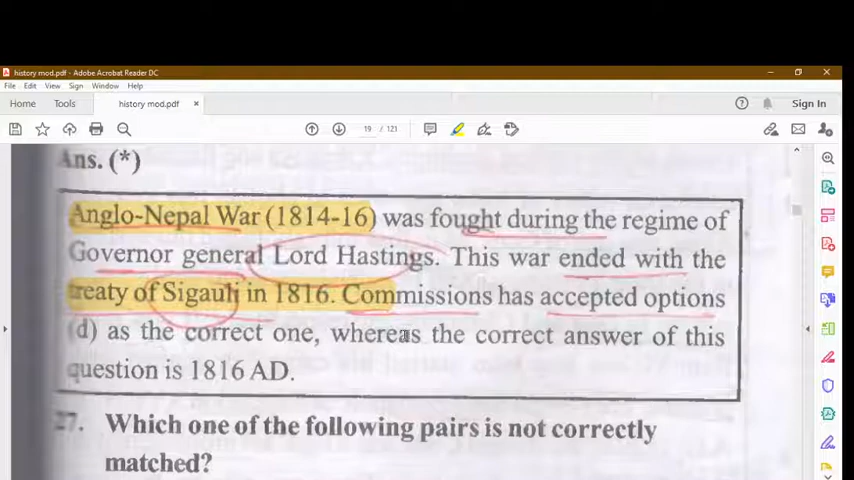 history mod.pdf - Adobe Acrobat Reader DC
File Edit View Sign Window Help
Home Tools history mod.pdf × Sign In
19 / 121
Ans. (*)
Anglo-Nepal War (1814-16) was fought during the regime of
Governor general Lord Hastings. This war ended with the
treaty of Sigauli in 1816. Commissions has accepted options
(d) as the correct one, whereas the correct answer of this
question is 1816 AD.
27. Which one of the following pairs is not correctly
matched?